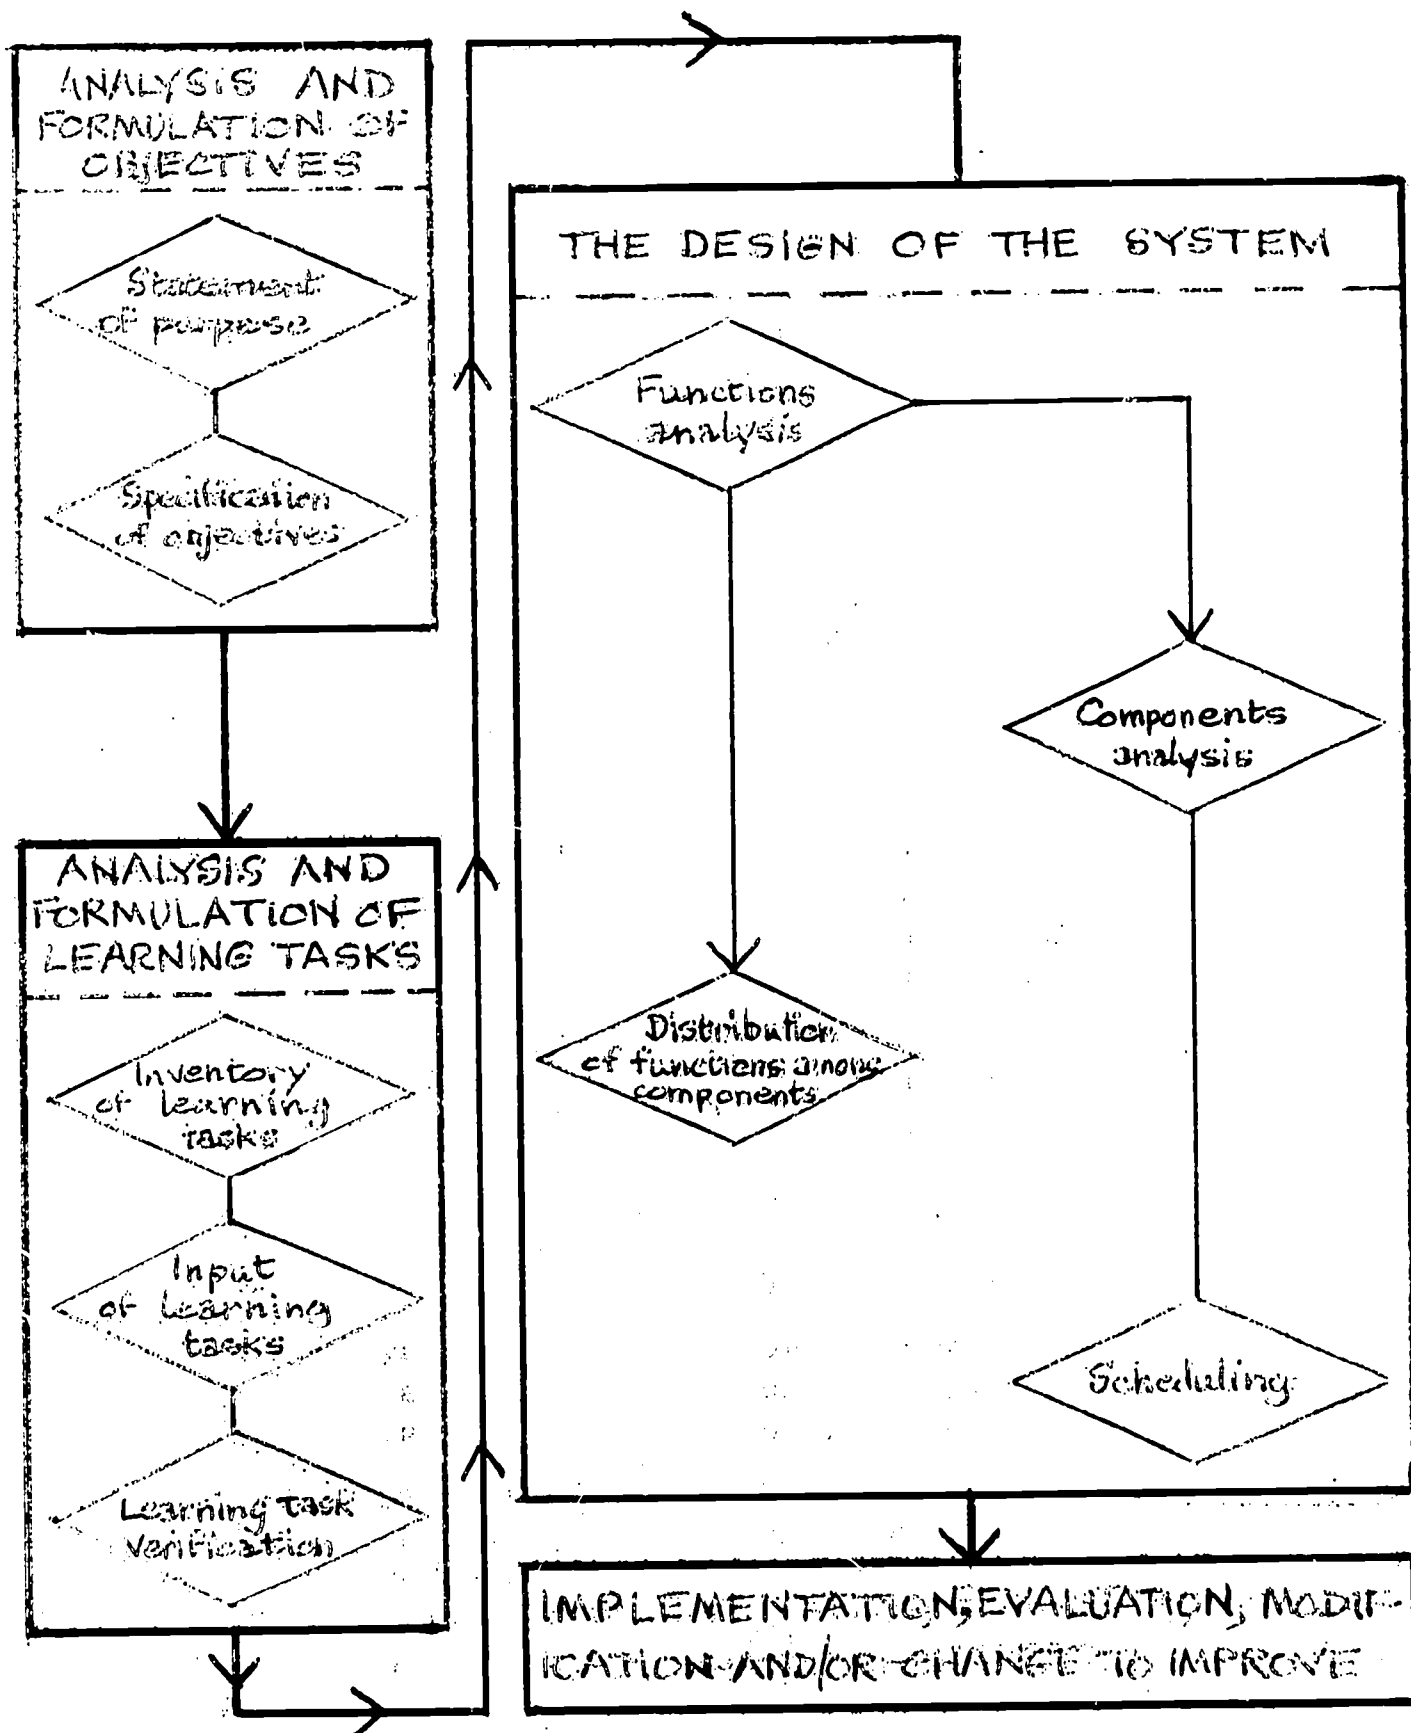 ANALYSIS AND
FORMULATION OF
OBJECTIVES
Statement
of purpose
Specification
of objectives
ANALYSIS AND
FORMULATION OF
LEARNING TASKS
Inventory
of learning
tasks
Input
of learning
tasks
Learning task
verification
THE DESIGN OF THE SYSTEM
Functions
analysis
Components
analysis
Distribution
of functions among
components
Scheduling
IMPLEMENTATION, EVALUATION, MODIF-
ICATION AND/OR CHANGE TO IMPROVE